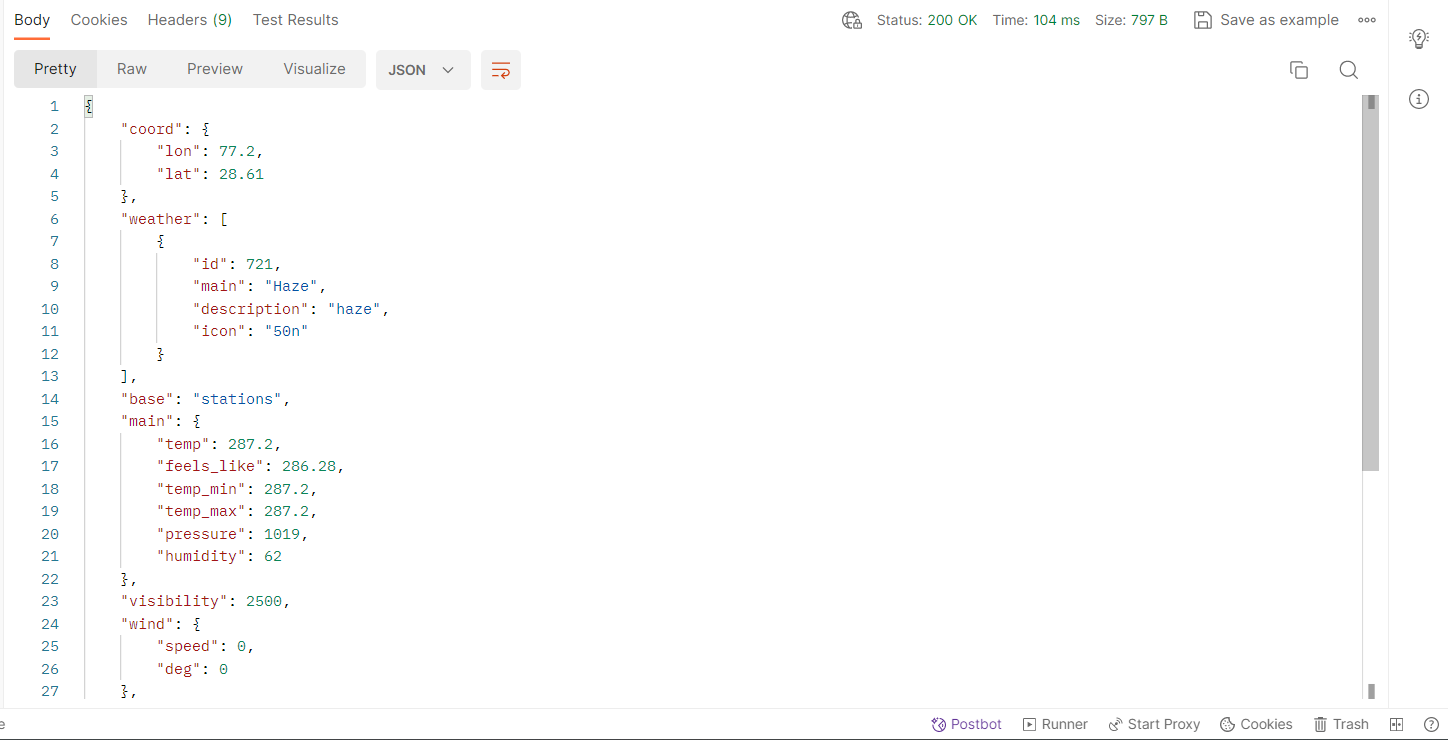 Body Cookies Headers (9) Test Results Status: 200 OK Time: 104 ms Size: 797 B Save as example
Pretty Raw Preview Visualize JSON
1 {
2 "coord": {
3 "lon": 77.2,
4 "lat": 28.61
5 },
6 "weather": [
7 {
8 "id": 721,
9 "main": "Haze",
10 "description": "haze",
11 "icon": "50n"
12 }
13 ],
14 "base": "stations",
15 "main": {
16 "temp": 287.2,
17 "feels_like": 286.28,
18 "temp_min": 287.2,
19 "temp_max": 287.2,
20 "pressure": 1019,
21 "humidity": 62
22 },
23 "visibility": 2500,
24 "wind": {
25 "speed": 0,
26 "deg": 0
27 },
e Postbot Runner Start Proxy Cookies Trash